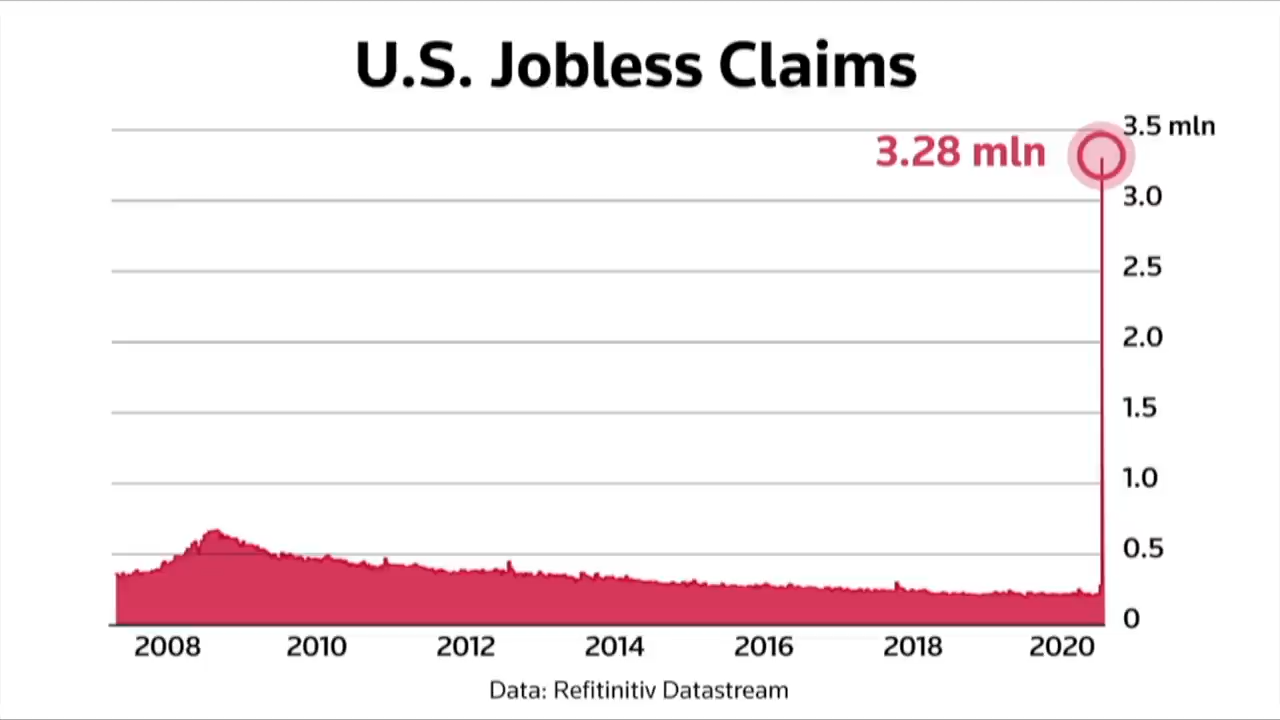 U.S. Jobless Claims
3.5 mln
3.28 mln
3.0
2.5
2.0
1.5
1.0
0.5
0
2008 2010 2012 2014 2016 2018 2020
Data: Refitinitiv Datastream